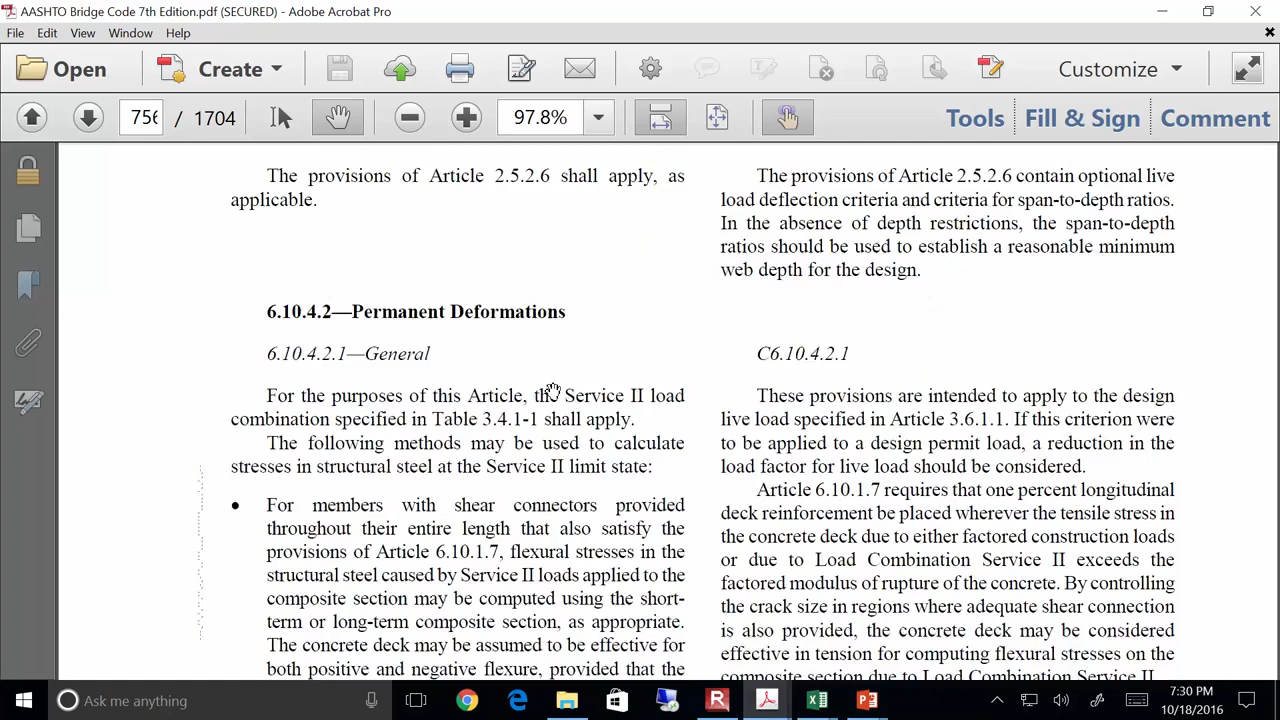 AASHTO Bridge Code 7th Edition.pdf (SECURED) - Adobe Acrobat Pro
File Edit View Window Help
Open Create Customize
756 / 1704 97.8% Tools Fill & Sign Comment
The provisions of Article 2.5.2.6 shall apply, as
applicable.
The provisions of Article 2.5.2.6 contain optional live
load deflection criteria and criteria for span-to-depth ratios.
In the absence of depth restrictions, the span-to-depth
ratios should be used to establish a reasonable minimum
web depth for the design.
6.10.4.2—Permanent Deformations
6.10.4.2.1—General
For the purposes of this Article, the Service II load
combination specified in Table 3.4.1-1 shall apply.
The following methods may be used to calculate
stresses in structural steel at the Service II limit state:
● For members with shear connectors provided
throughout their entire length that also satisfy the
provisions of Article 6.10.1.7, flexural stresses in the
structural steel caused by Service II loads applied to the
composite section may be computed using the short-
term or long-term composite section, as appropriate.
The concrete deck may be assumed to be effective for
both positive and negative flexure, provided that the
C6.10.4.2.1
These provisions are intended to apply to the design
live load specified in Article 3.6.1.1. If this criterion were
to be applied to a design permit load, a reduction in the
load factor for live load should be considered.
Article 6.10.1.7 requires that one percent longitudinal
deck reinforcement be placed wherever the tensile stress in
the concrete deck due to either factored construction loads
or due to Load Combination Service II exceeds the
factored modulus of rupture of the concrete. By controlling
the crack size in regions where adequate shear connection
is also provided, the concrete deck may be considered
effective in tension for computing flexural stresses on the
composite section due to Load Combination Service II
Ask me anything
7:30 PM
10/18/2016